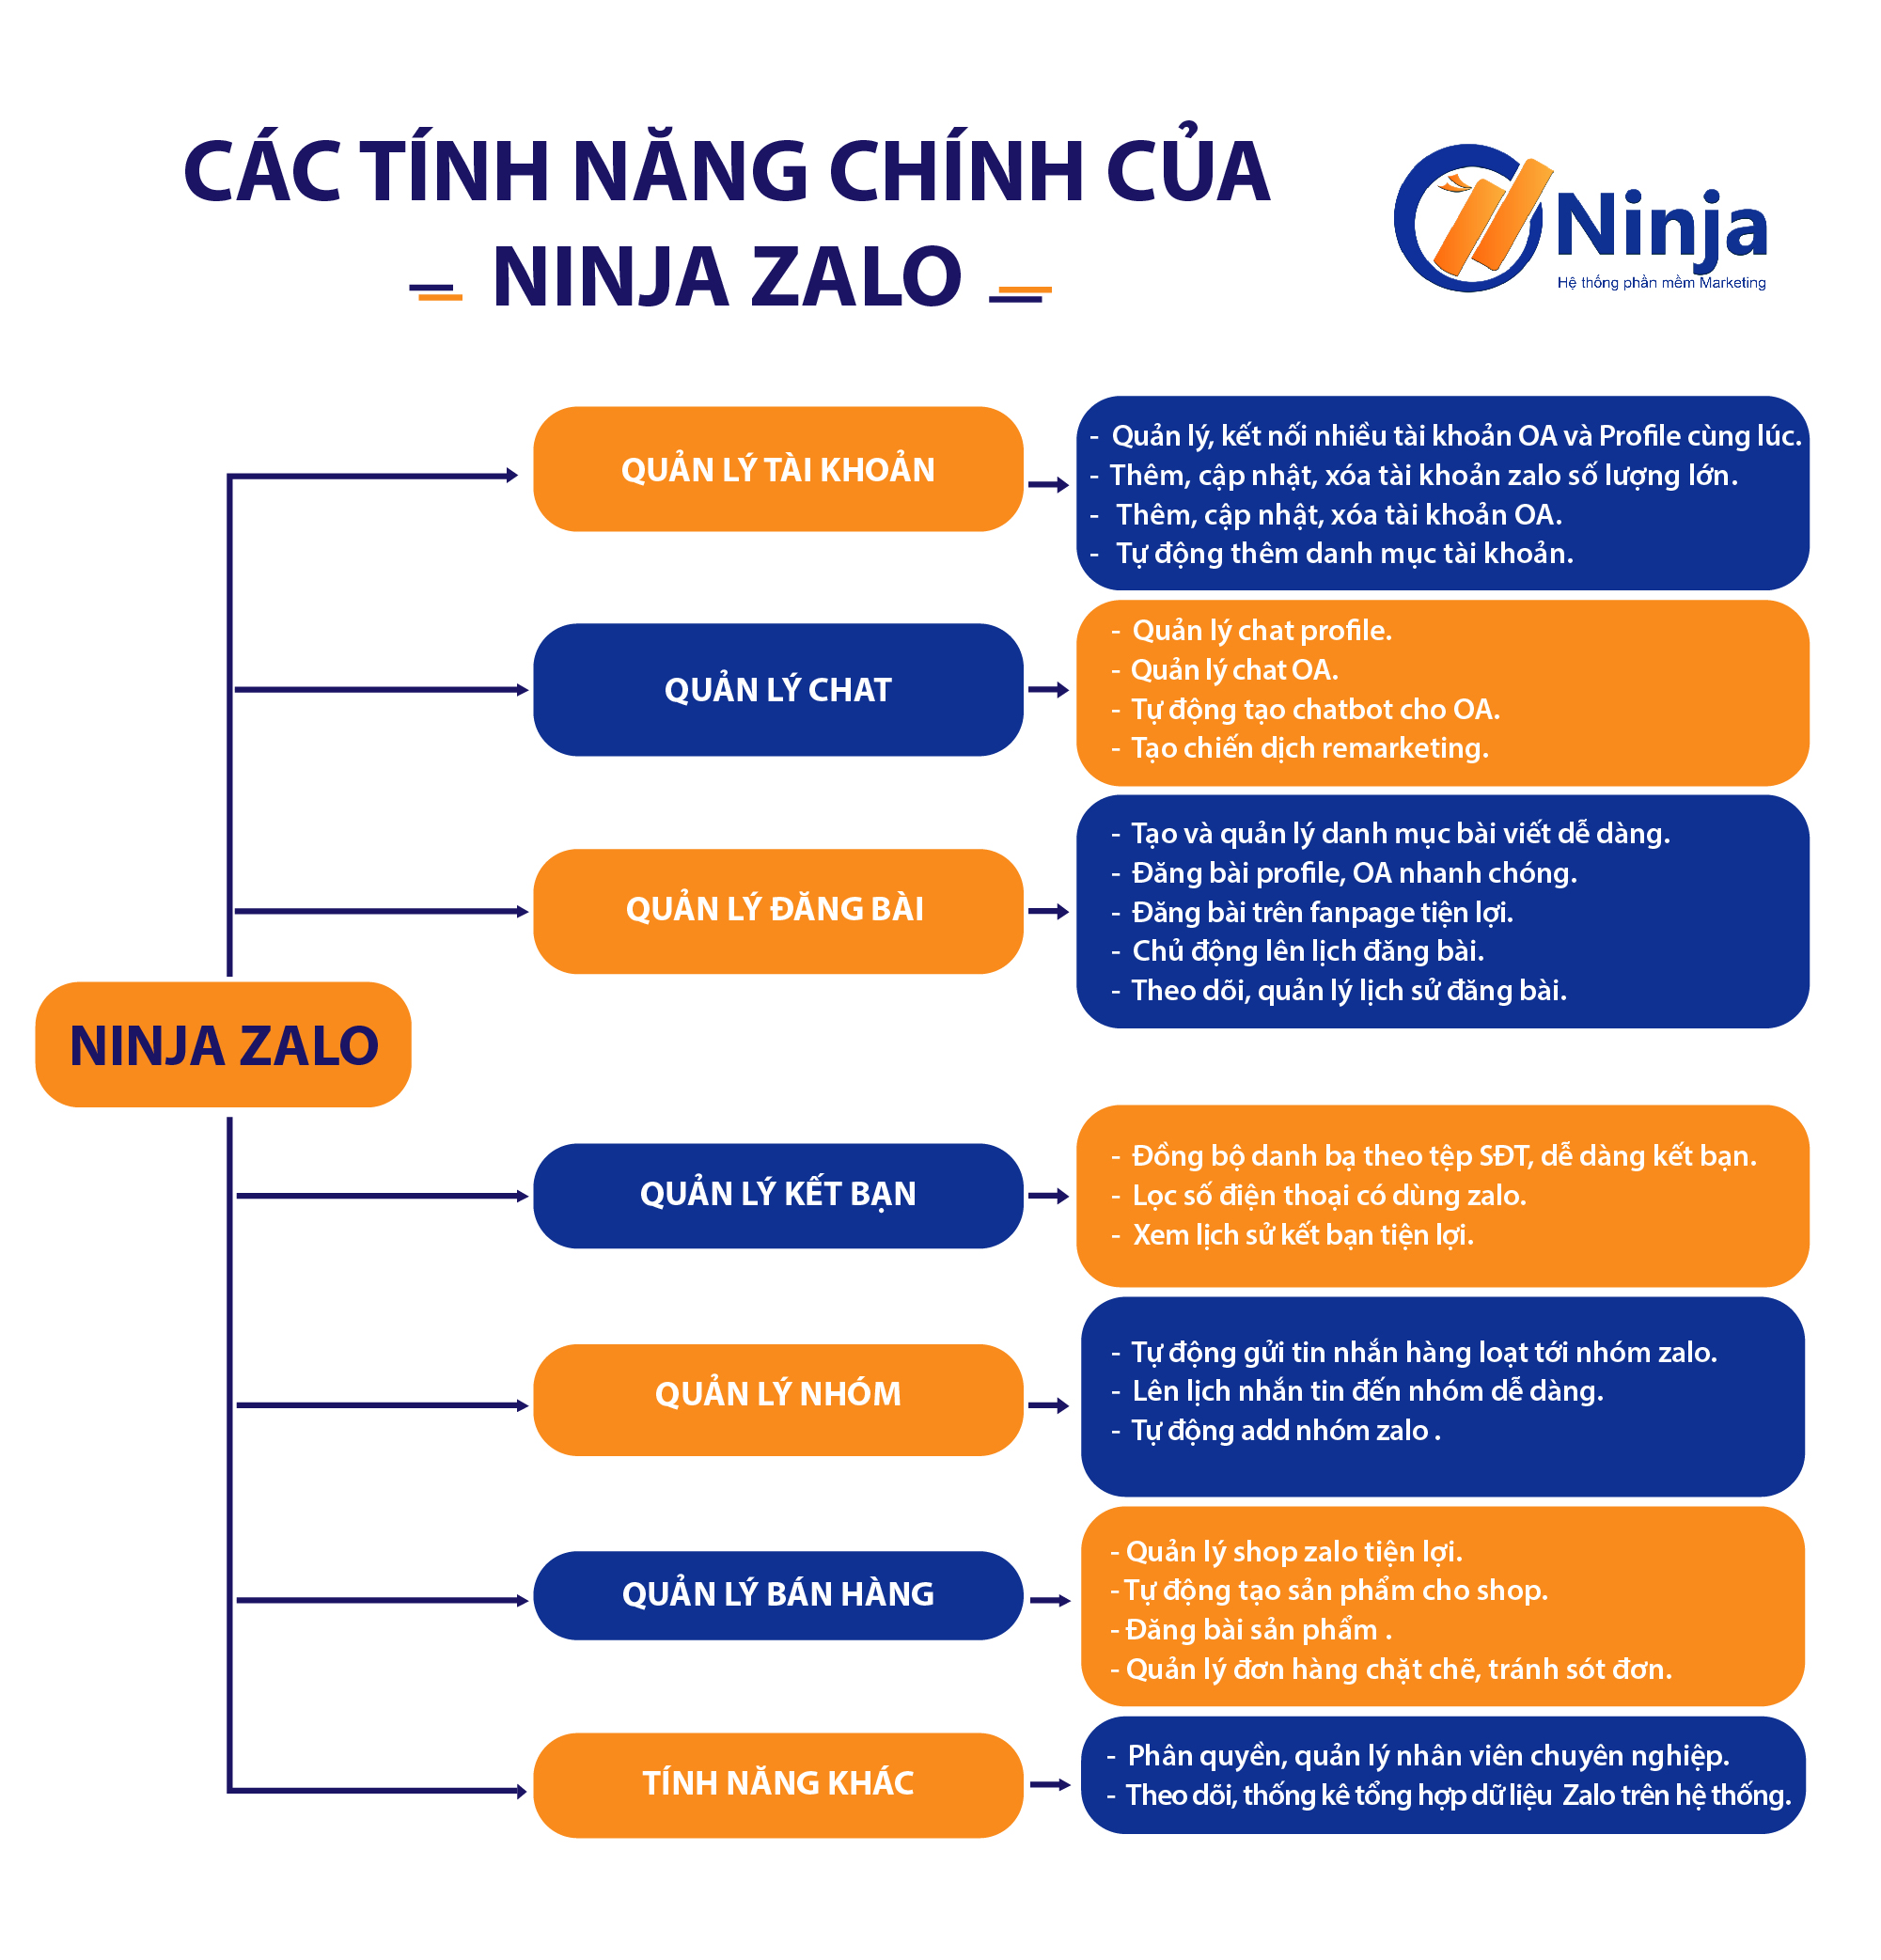 CÁC TÍNH NĂNG CHÍNH CỦA
NINJA ZALO
Ninja
Hệ thống phần mềm Marketing
NINJA ZALO
QUẢN LÝ TÀI KHOẢN
- Quản lý, kết nối nhiều tài khoản OA và Profile cùng lúc.
- Thêm, cập nhật, xóa tài khoản zalo số lượng lớn.
- Thêm, cập nhật, xóa tài khoản OA.
- Tự động thêm danh mục tài khoản.
QUẢN LÝ CHAT
- Quản lý chat profile.
- Quản lý chat OA.
- Tự động tạo chatbot cho OA.
- Tạo chiến dịch remarketing.
QUẢN LÝ ĐĂNG BÀI
- Tạo và quản lý danh mục bài viết dễ dàng.
- Đăng bài profile, OA nhanh chóng.
- Đăng bài trên fanpage tiện lợi.
- Chủ động lên lịch đăng bài.
- Theo dõi, quản lý lịch sử đăng bài.
QUẢN LÝ KẾT BẠN
- Đồng bộ danh bạ theo tệp SĐT, dễ dàng kết bạn.
- Lọc số điện thoại có dùng zalo.
- Xem lịch sử kết bạn tiện lợi.
QUẢN LÝ NHÓM
- Tự động gửi tin nhắn hàng loạt tới nhóm zalo.
- Lên lịch nhắn tin đến nhóm dễ dàng.
- Tự động add nhóm zalo .
QUẢN LÝ BÁN HÀNG
- Quản lý shop zalo tiện lợi.
- Tự động tạo sản phẩm cho shop.
- Đăng bài sản phẩm .
- Quản lý đơn hàng chặt chẽ, tránh sót đơn.
TÍNH NĂNG KHÁC
- Phân quyền, quản lý nhân viên chuyên nghiệp.
- Theo dõi, thống kê tổng hợp dữ liệu Zalo trên hệ thống.